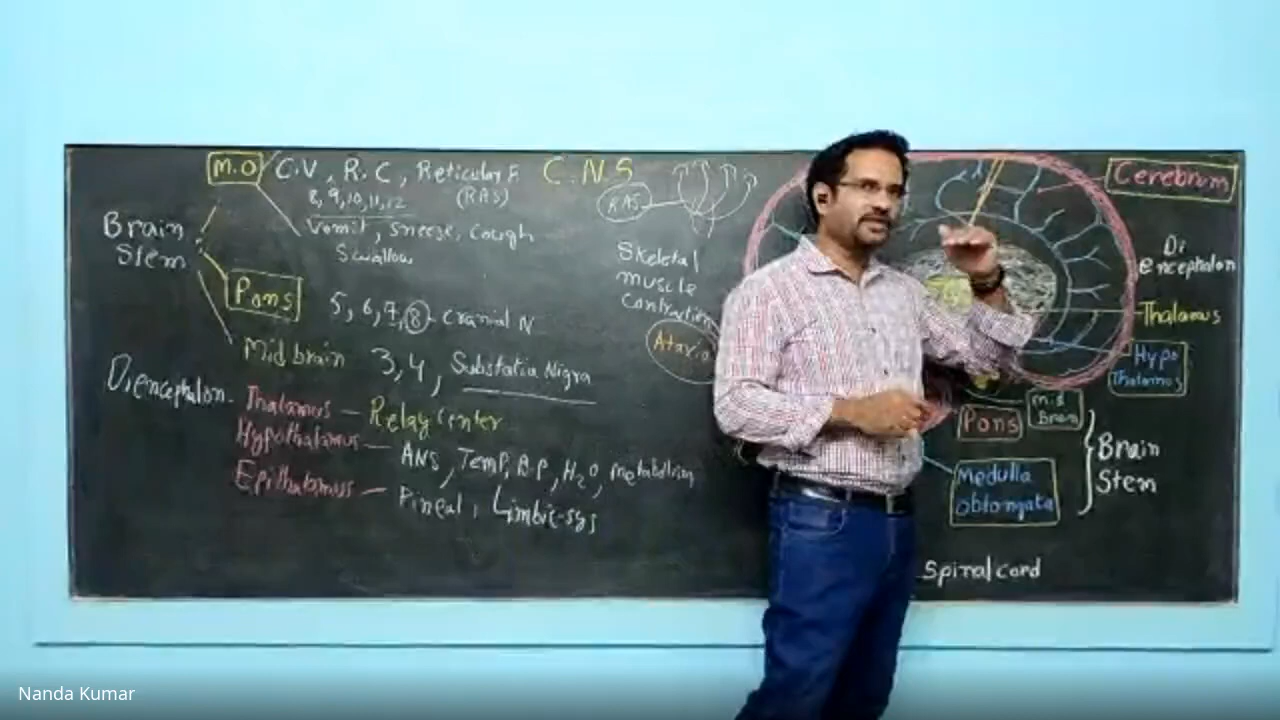 M.O C.V, R.C, Reticular F
C.N.S
8, 9, 10, 11, 12 (RAS)
Vomit, Sneeze, Cough
Swallow
Brain
Stem
Pons
5, 6, 7, 8 - Cranial N
Mid brain 3, 4, Substatia Nigra
Diencephalon - Thalamus - Relay Center
Hypothalamus - ANS, Temp, B.P, H2O, Metabolism
Epithalamus - Pineal, Limbic-sys
RAS
Skeletal
muscle
Contraction
Cerebrum
Di
encephalon
Thalamus
Hypo
Thalamus
Mid
Brain
Pons
Brain
Stem
Medulla
oblongata
Spinal cord
Nanda Kumar